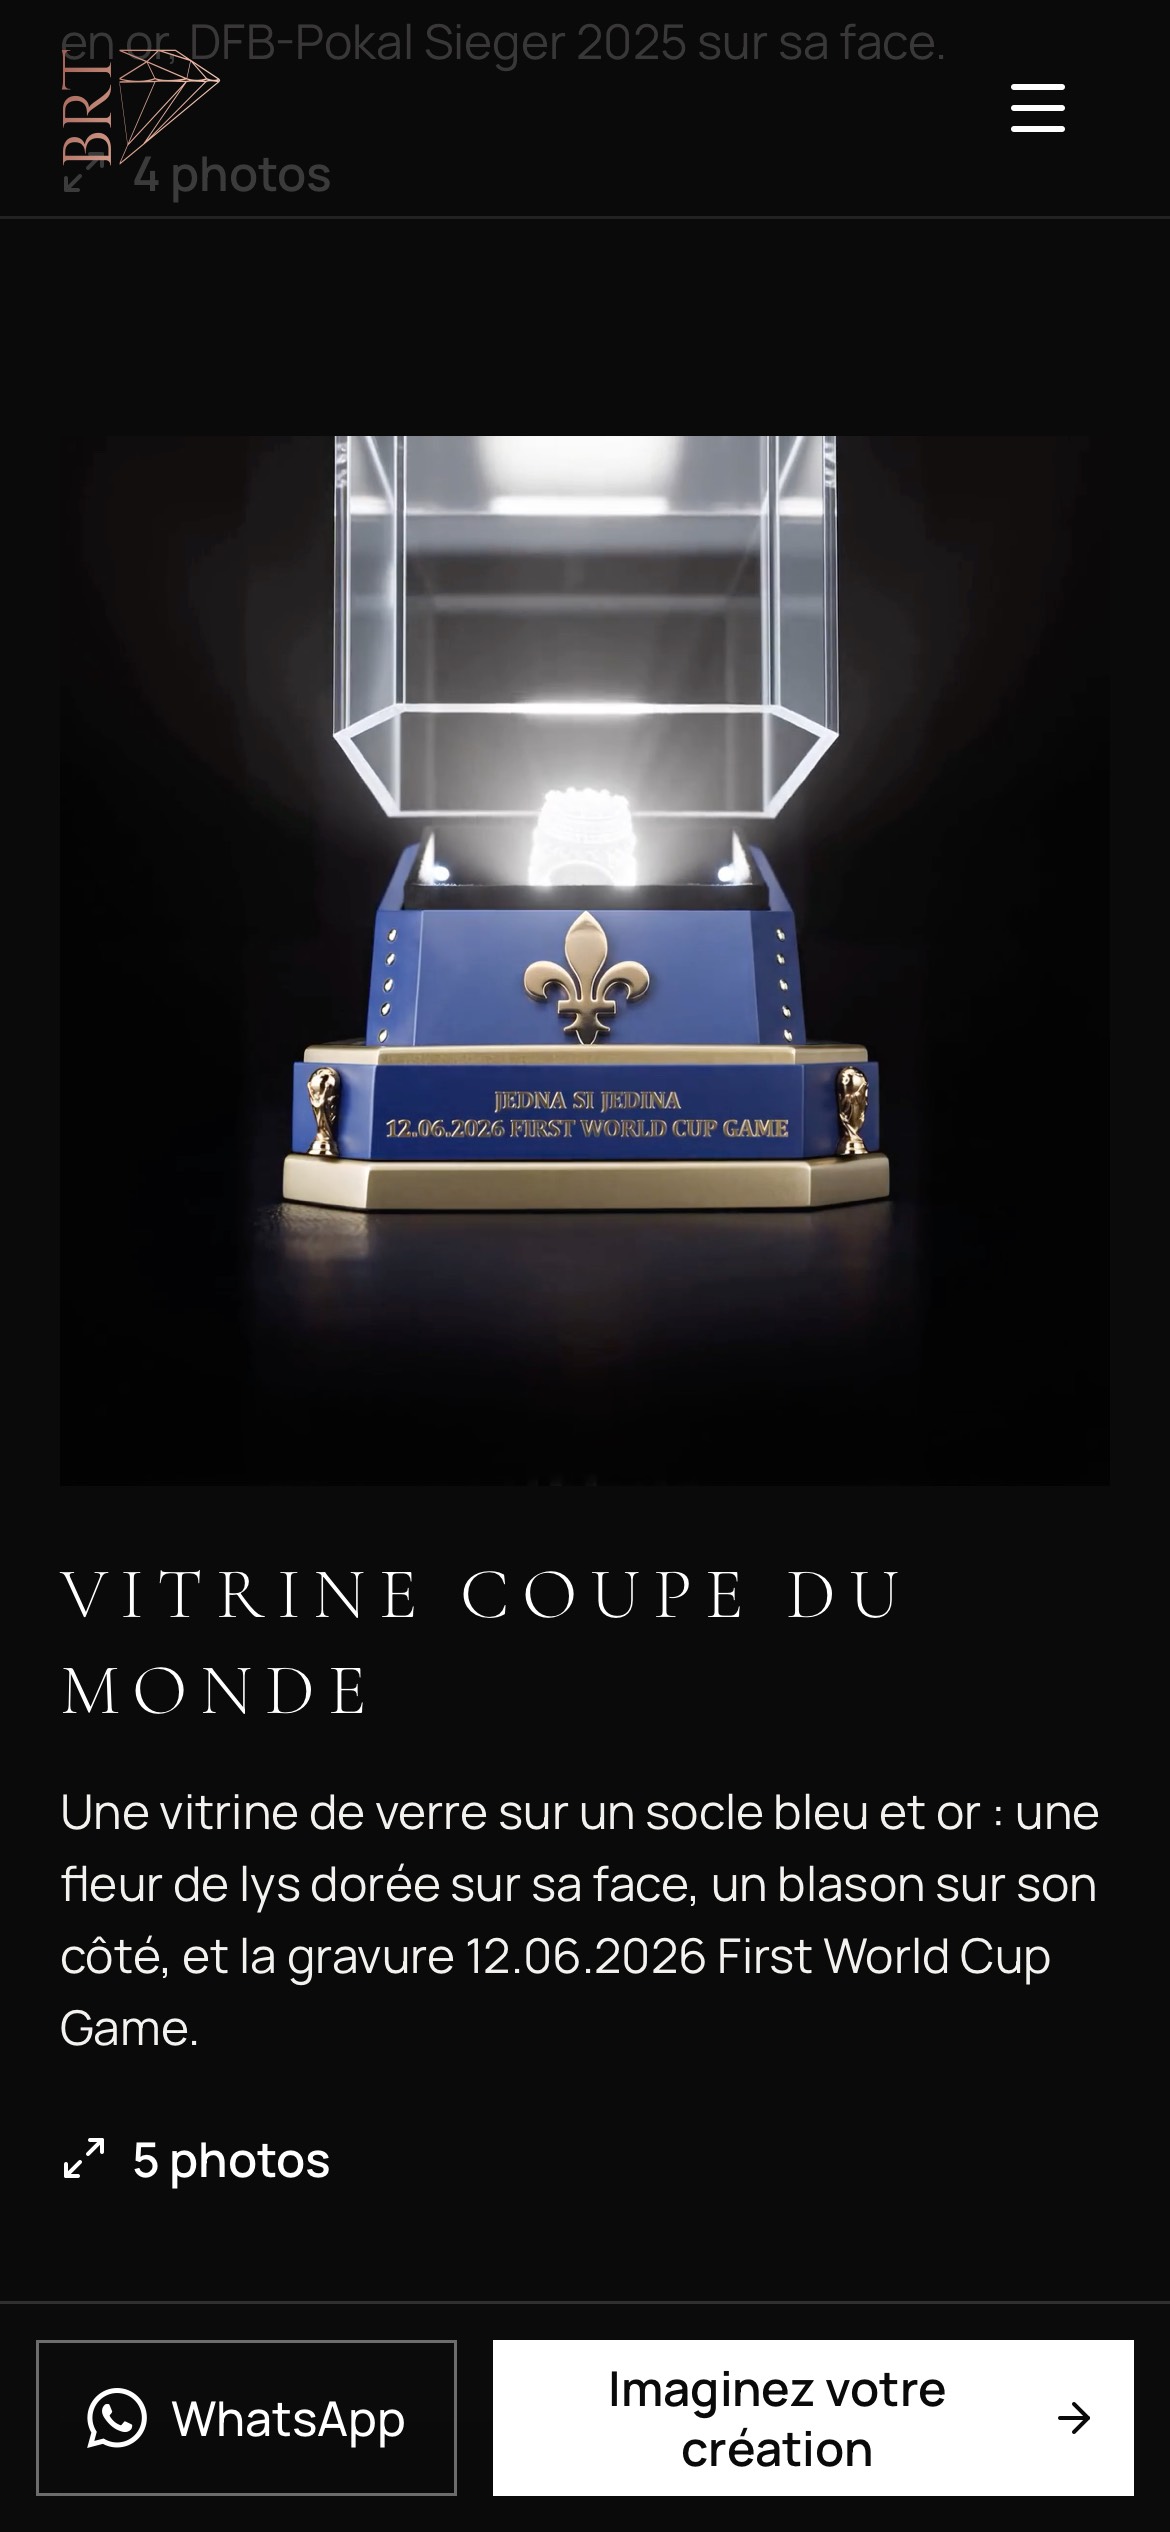 en or, DFB-Pokal Sieger 2025 sur sa face.
BRT
4 photos
JEDNA SI JEDINA
12.06.2026 FIRST WORLD CUP GAME
VITRINE COUPE DU
MONDE
Une vitrine de verre sur un socle bleu et or : une
fleur de lys dorée sur sa face, un blason sur son
côté, et la gravure 12.06.2026 First World Cup
Game.
5 photos
WhatsApp
Imaginez votre
création